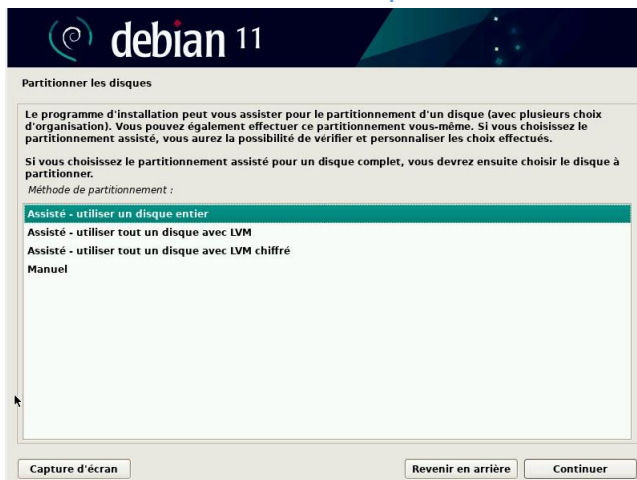 debian 11
Partitionner les disques
Le programme d'installation peut vous assister pour le partitionnement d'un disque (avec plusieurs choix
d'organisation). Vous pouvez également effectuer ce partitionnement vous-même. Si vous choisissez le
partitionnement assisté, vous aurez la possibilité de vérifier et personnaliser les choix effectués.
Si vous choisissez le partitionnement assisté pour un disque complet, vous devrez ensuite choisir le disque à
partitionner.
Méthode de partitionnement :
Assisté - utiliser un disque entier
Assisté - utiliser tout un disque avec LVM
Assisté - utiliser tout un disque avec LVM chiffré
Manuel
Capture d'écran
Revenir en arrière
Continuer